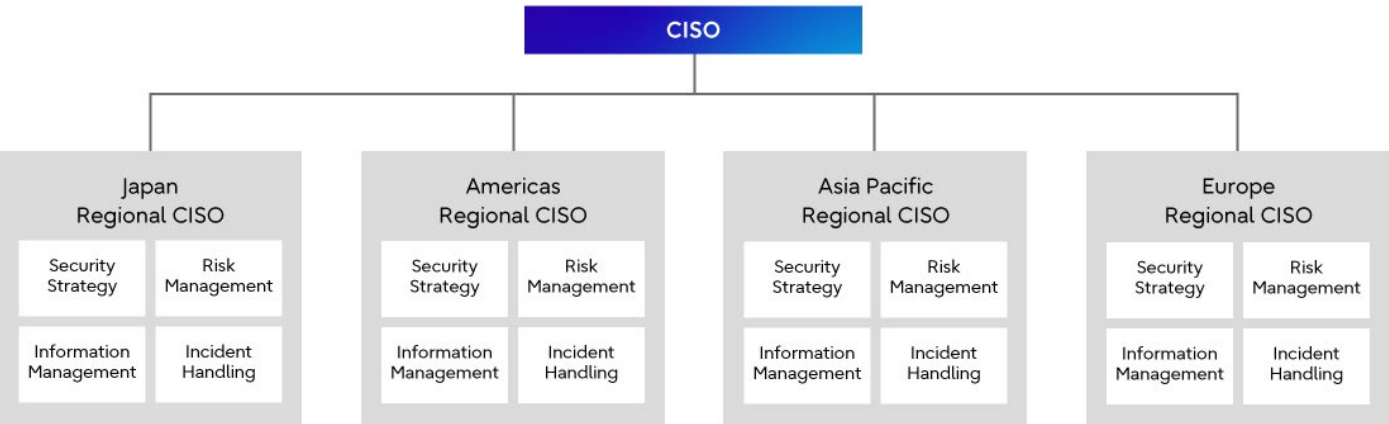 CISO
Japan
Regional CISO
Security
Strategy
Risk
Management
Information
Management
Incident
Handling
Americas
Regional CISO
Security
Strategy
Risk
Management
Information
Management
Incident
Handling
Asia Pacific
Regional CISO
Security
Strategy
Risk
Management
Information
Management
Incident
Handling
Europe
Regional CISO
Security
Strategy
Risk
Management
Information
Management
Incident
Handling